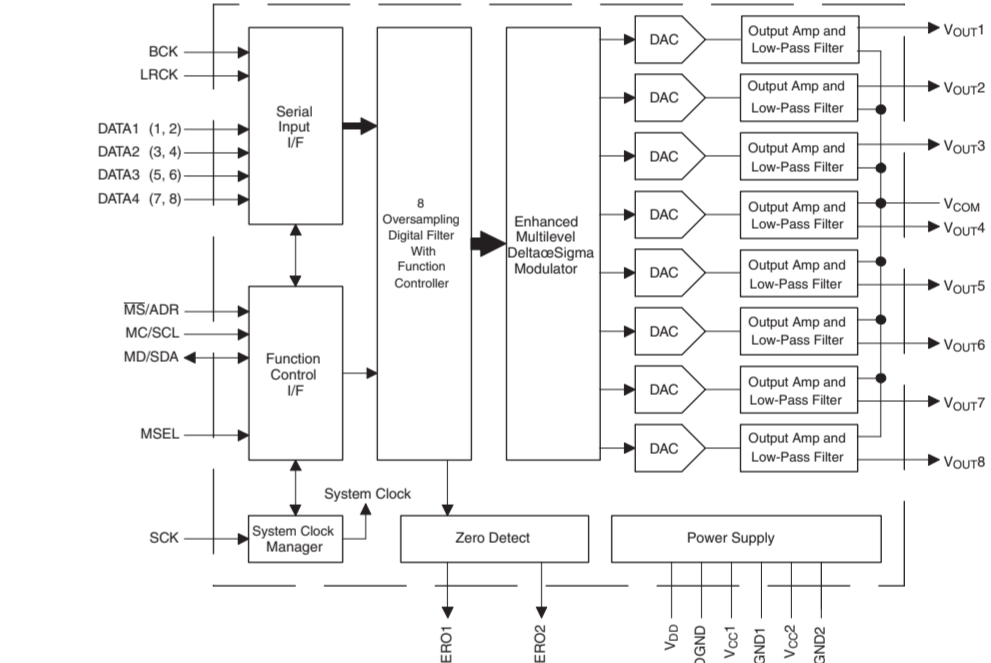 BCK
LRCK
DATA1 (1, 2)
DATA2 (3, 4)
DATA3 (5, 6)
DATA4 (7, 8)
Serial
Input
I/F
MS/ADR
MC/SCL
MD/SDA
MSEL
Function
Control
I/F
SCK
System Clock
Manager
System Clock
8
Oversampling
Digital Filter
With
Function
Controller
Enhanced
Multilevel
DeltaœSigma
Modulator
DAC
Output Amp and
Low-Pass Filter
VOUT1
DAC
Output Amp and
Low-Pass Filter
VOUT2
DAC
Output Amp and
Low-Pass Filter
VOUT3
DAC
Output Amp and
Low-Pass Filter
VCOM
VOUT4
DAC
Output Amp and
Low-Pass Filter
VOUT5
DAC
Output Amp and
Low-Pass Filter
VOUT6
DAC
Output Amp and
Low-Pass Filter
VOUT7
DAC
Output Amp and
Low-Pass Filter
VOUT8
Zero Detect
Power Supply
ERO1
ERO2
VDD
DGND
VCC1
GND1
VCC2
GND2